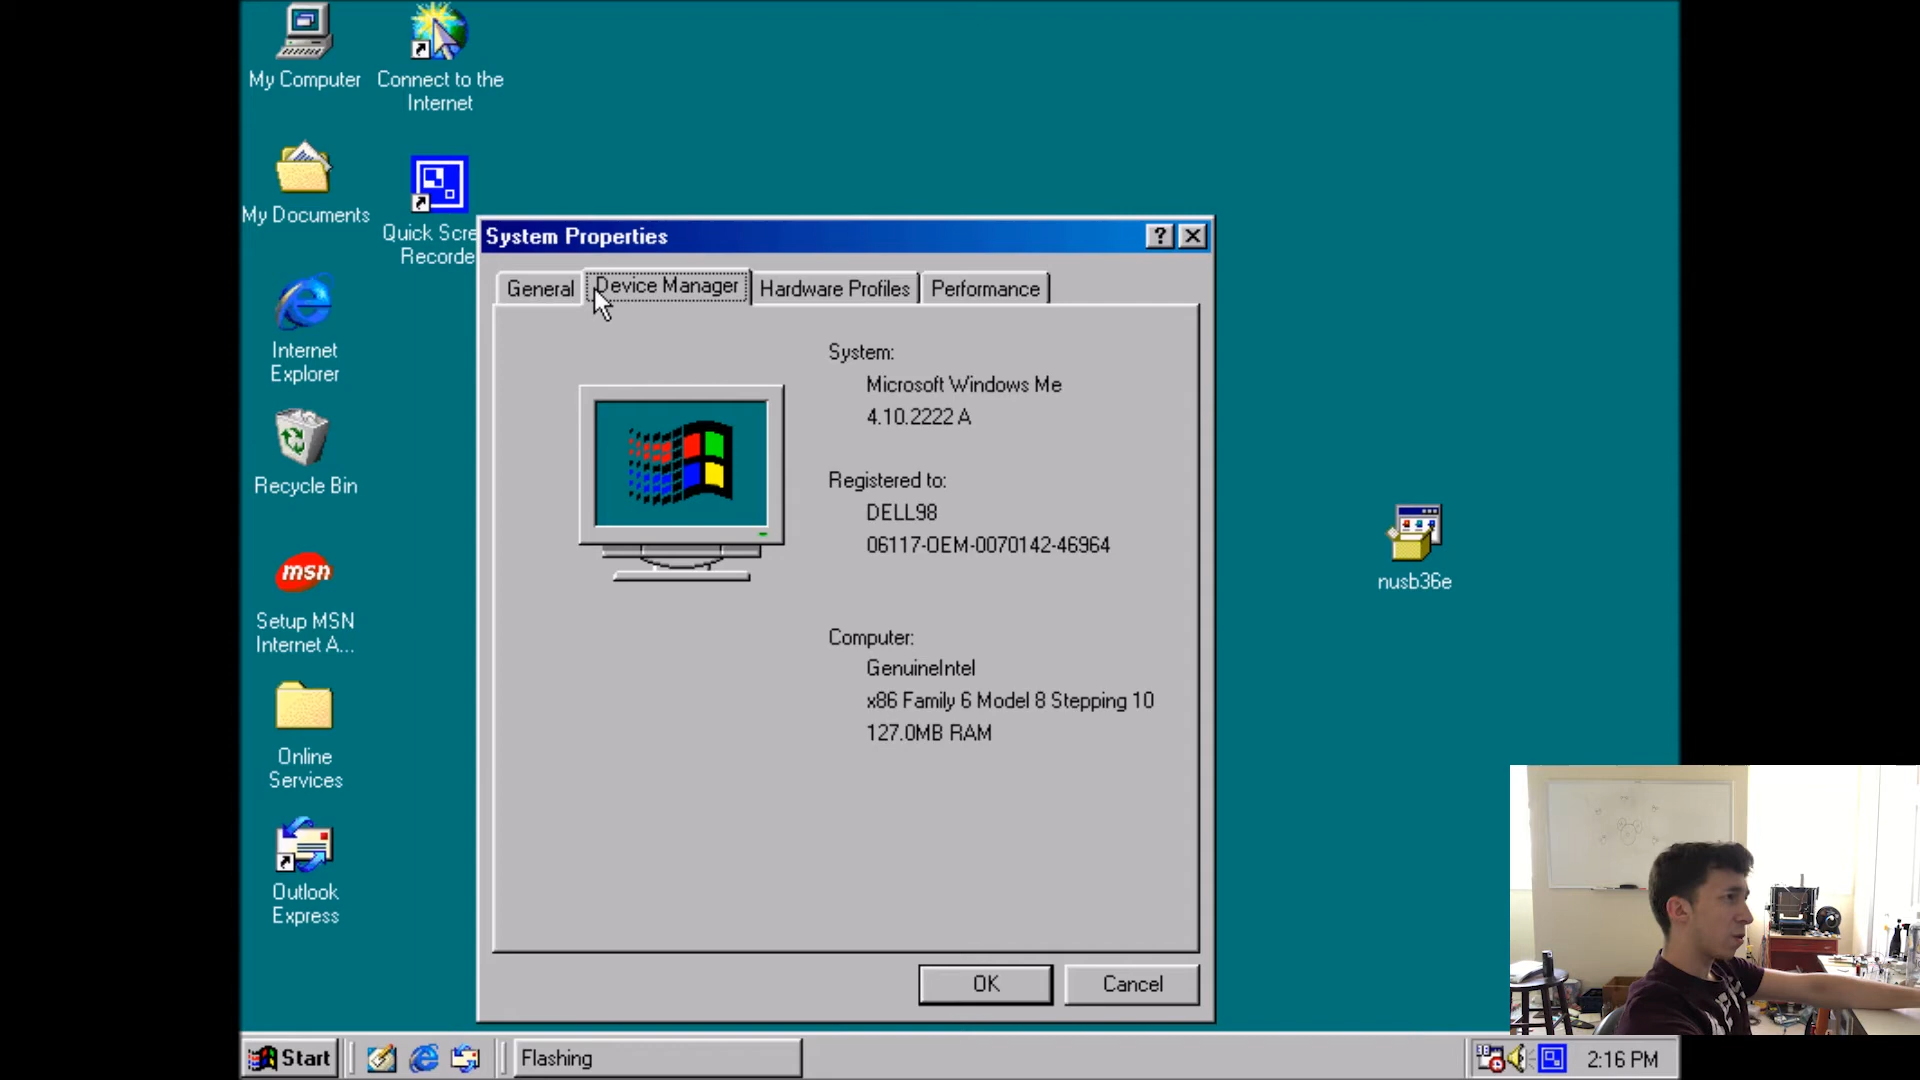 My Computer
Connect to the
Internet
My Documents
Quick Scre
Recorde
Internet
Explorer
Recycle Bin
msn
Setup MSN
Internet A...
Online
Services
Outlook
Express
nusb36e
System Properties
General
Device Manager
Hardware Profiles
Performance
System:
Microsoft Windows Me
4.10.2222 A
Registered to:
DELL98
06117-OEM-0070142-46964
Computer:
GenuineIntel
x86 Family 6 Model 8 Stepping 10
127.0MB RAM
OK
Cancel
Start
Flashing
2:16 PM